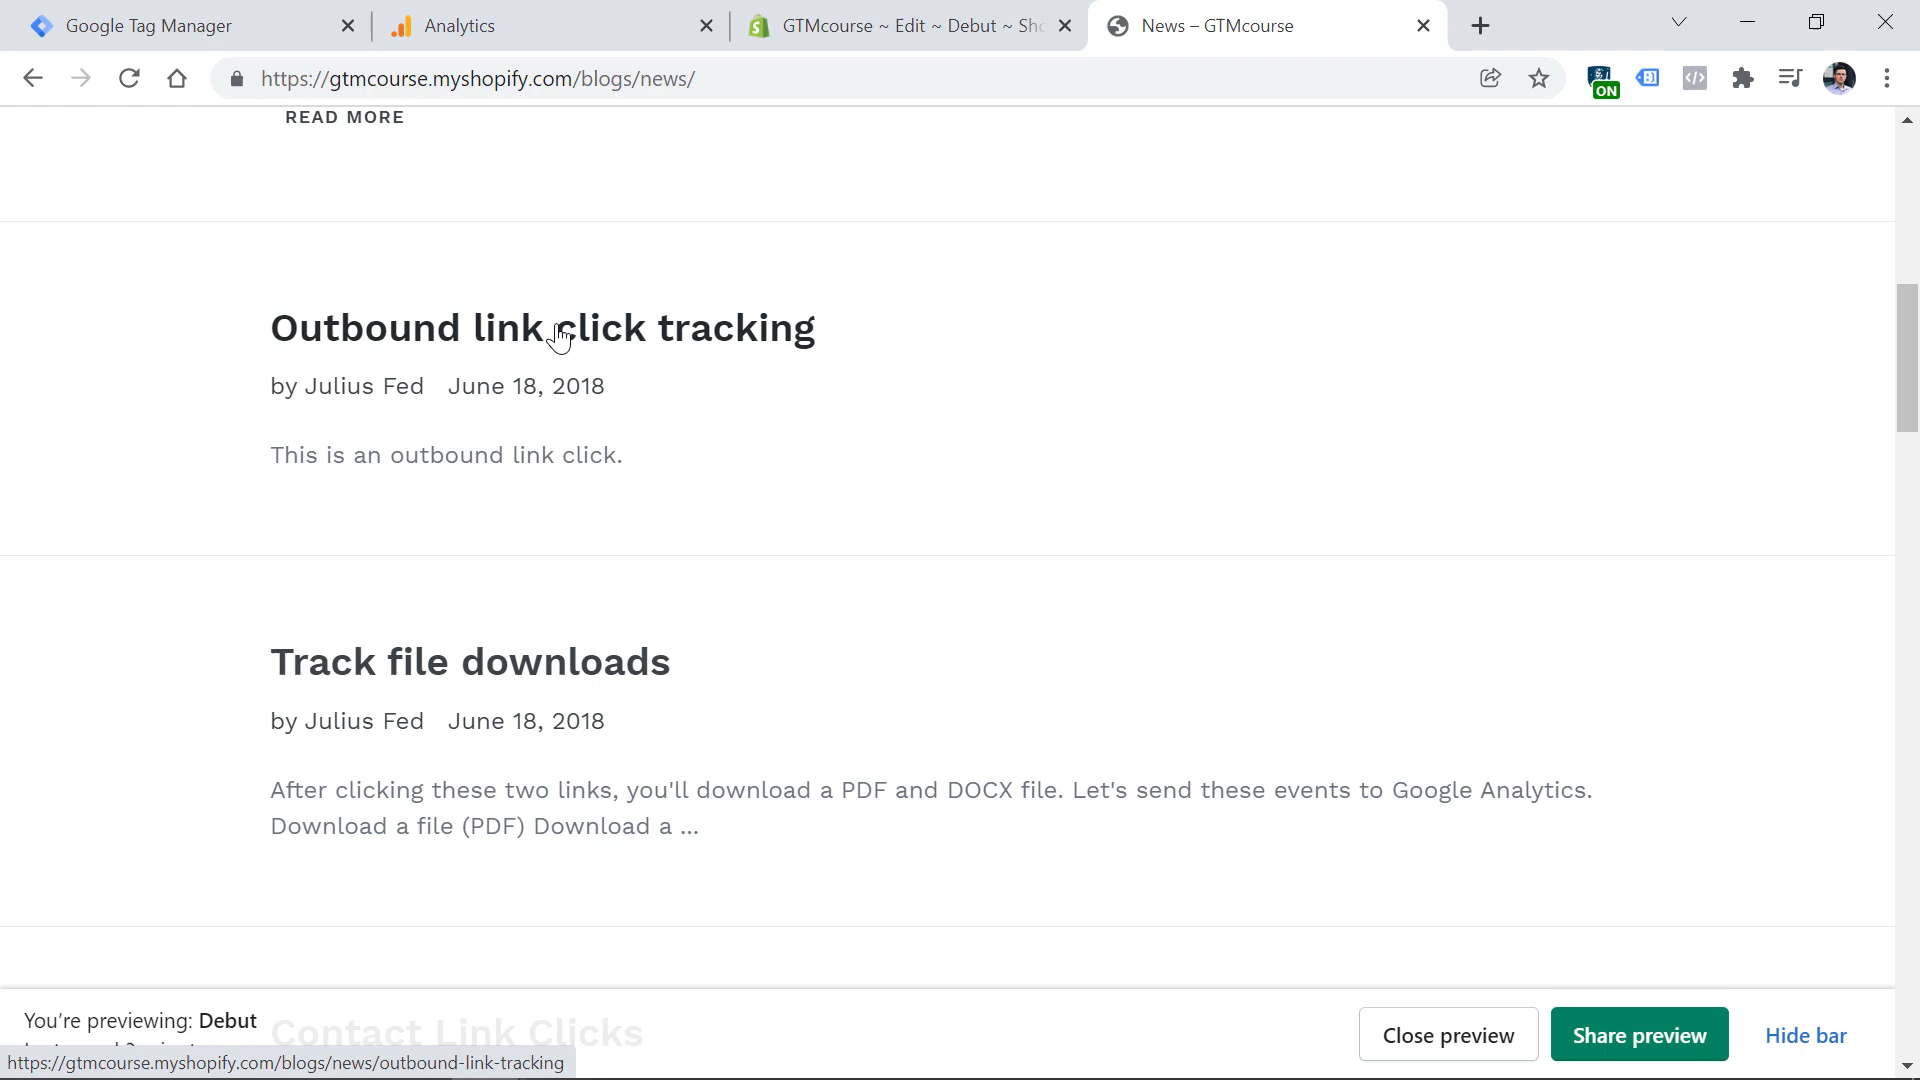 Google Tag Manager
Analytics
GTMcourse ~ Edit ~ Debut ~ Sho
News – GTMcourse
https://gtmcourse.myshopify.com/blogs/news/
ON
READ MORE
Outbound link click tracking
by Julius Fed June 18, 2018
This is an outbound link click.
Track file downloads
by Julius Fed June 18, 2018
After clicking these two links, you'll download a PDF and DOCX file. Let's send these events to Google Analytics.
Download a file (PDF) Download a ...
Contact Link Clicks
You're previewing: Debut
Close preview
Share preview
Hide bar
https://gtmcourse.myshopify.com/blogs/news/outbound-link-tracking